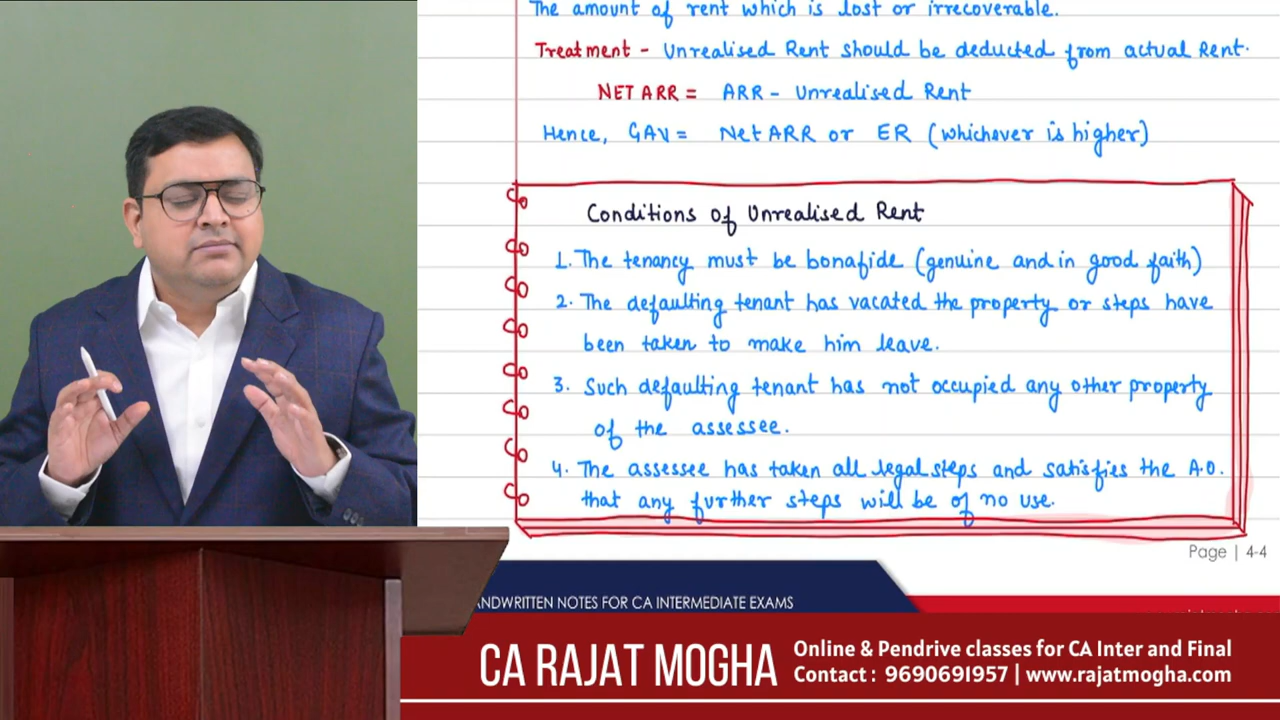 The amount of rent which is lost or irrecoverable.
Treatment - Unrealised Rent should be deducted from actual Rent.
NET ARR = ARR - Unrealised Rent
Hence, GAV = Net ARR or ER (whichever is higher)
Conditions of Unrealised Rent
1. The tenancy must be bonafide (genuine and in good faith)
2. The defaulting tenant has vacated the property or steps have
been taken to make him leave.
3. Such defaulting tenant has not occupied any other property
of the assessee.
4. The assessee has taken all legal steps and satisfies the A.O.
that any further steps will be of no use.
Page | 4-4
ANDWRITTEN NOTES FOR CA INTERMEDIATE EXAMS
CA RAJAT MOGHA
Online & Pendrive classes for CA Inter and Final
Contact : 9690691957 | www.rajatmogha.com